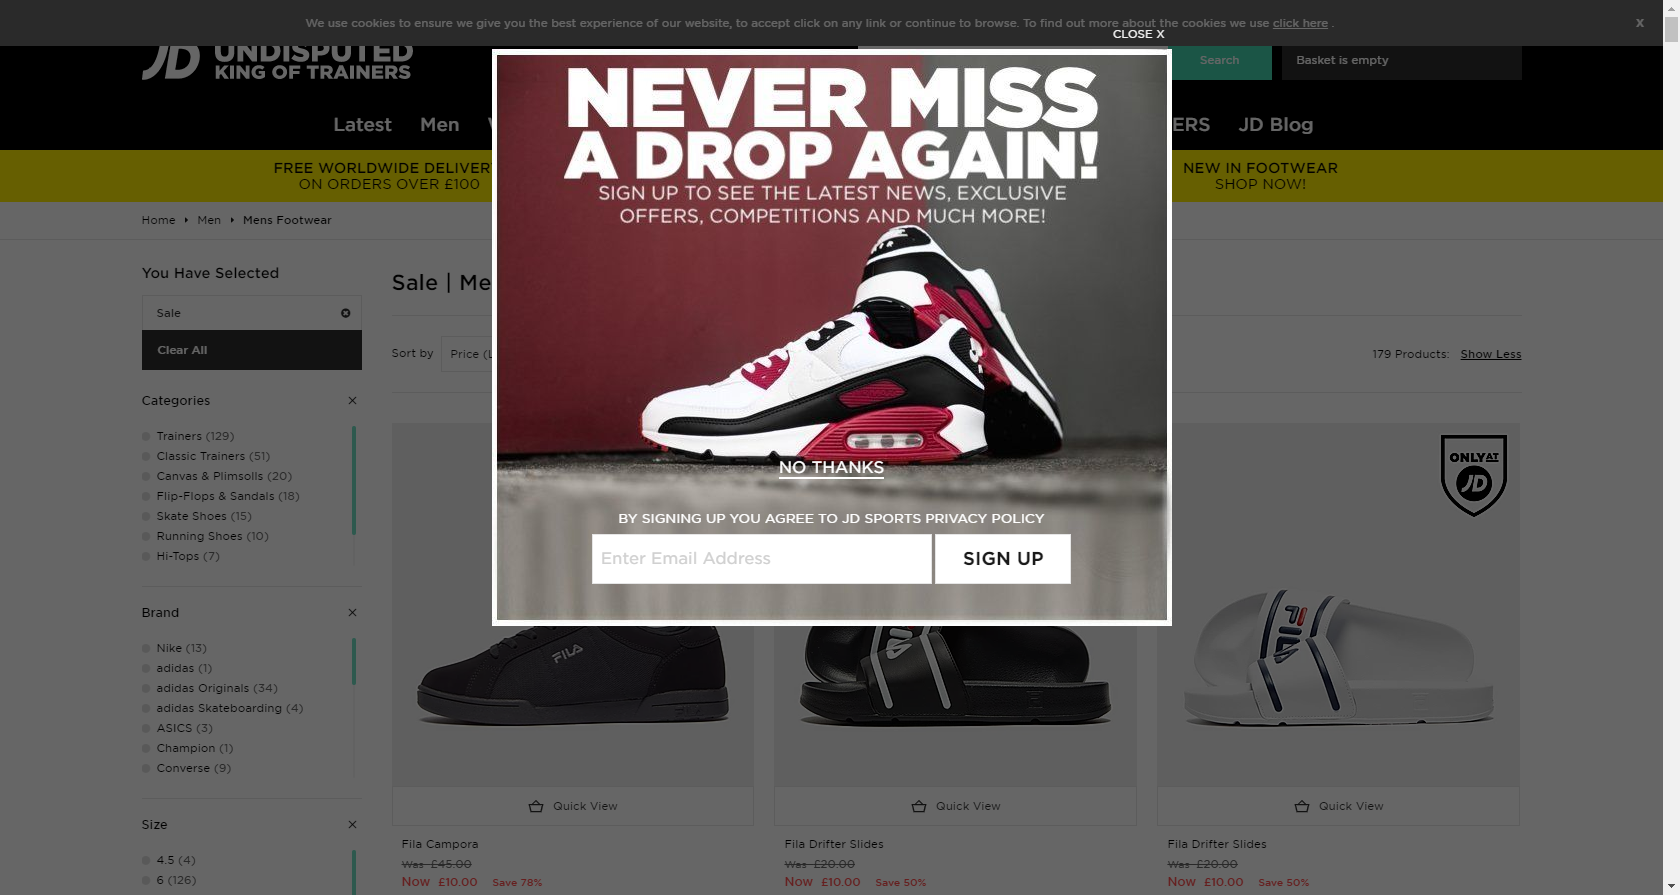 We use cookies to ensure we give you the best experience of our website, to accept click on any link or continue to browse. To find out more about the cookies we use click here . X
CLOSE X
JD UNDISPUTED
KING OF TRAINERS
Search
Basket is empty
Latest Men
ERS JD Blog
FREE WORLDWIDE DELIVER
ON ORDERS OVER £100
NEW IN FOOTWEAR
SHOP NOW!
Home Men Mens Footwear
NEVER MISS
A DROP AGAIN!
SIGN UP TO SEE THE LATEST NEWS, EXCLUSIVE
OFFERS, COMPETITIONS AND MUCH MORE!
AIR
NO THANKS
BY SIGNING UP YOU AGREE TO JD SPORTS PRIVACY POLICY
Enter Email Address
SIGN UP
You Have Selected
Sale
Clear All
Categories
Trainers (129)
Classic Trainers (51)
Canvas & Plimsolls (20)
Flip-Flops & Sandals (18)
Skate Shoes (15)
Running Shoes (10)
Hi-Tops (7)
Brand
Nike (13)
adidas (1)
adidas Originals (34)
adidas Skateboarding (4)
ASICS (3)
Champion (1)
Converse (9)
Size
4.5 (4)
6 (126)
Sale | Me
Sort by Price (L
179 Products: Show Less
ONLY AT
JD
FILA
FILA
FILA
FILA
Quick View
Quick View
Quick View
Fila Campora
Was £45.00
Now £10.00 Save 78%
Fila Drifter Slides
Was £20.00
Now £10.00 Save 50%
Fila Drifter Slides
Was £20.00
Now £10.00 Save 50%